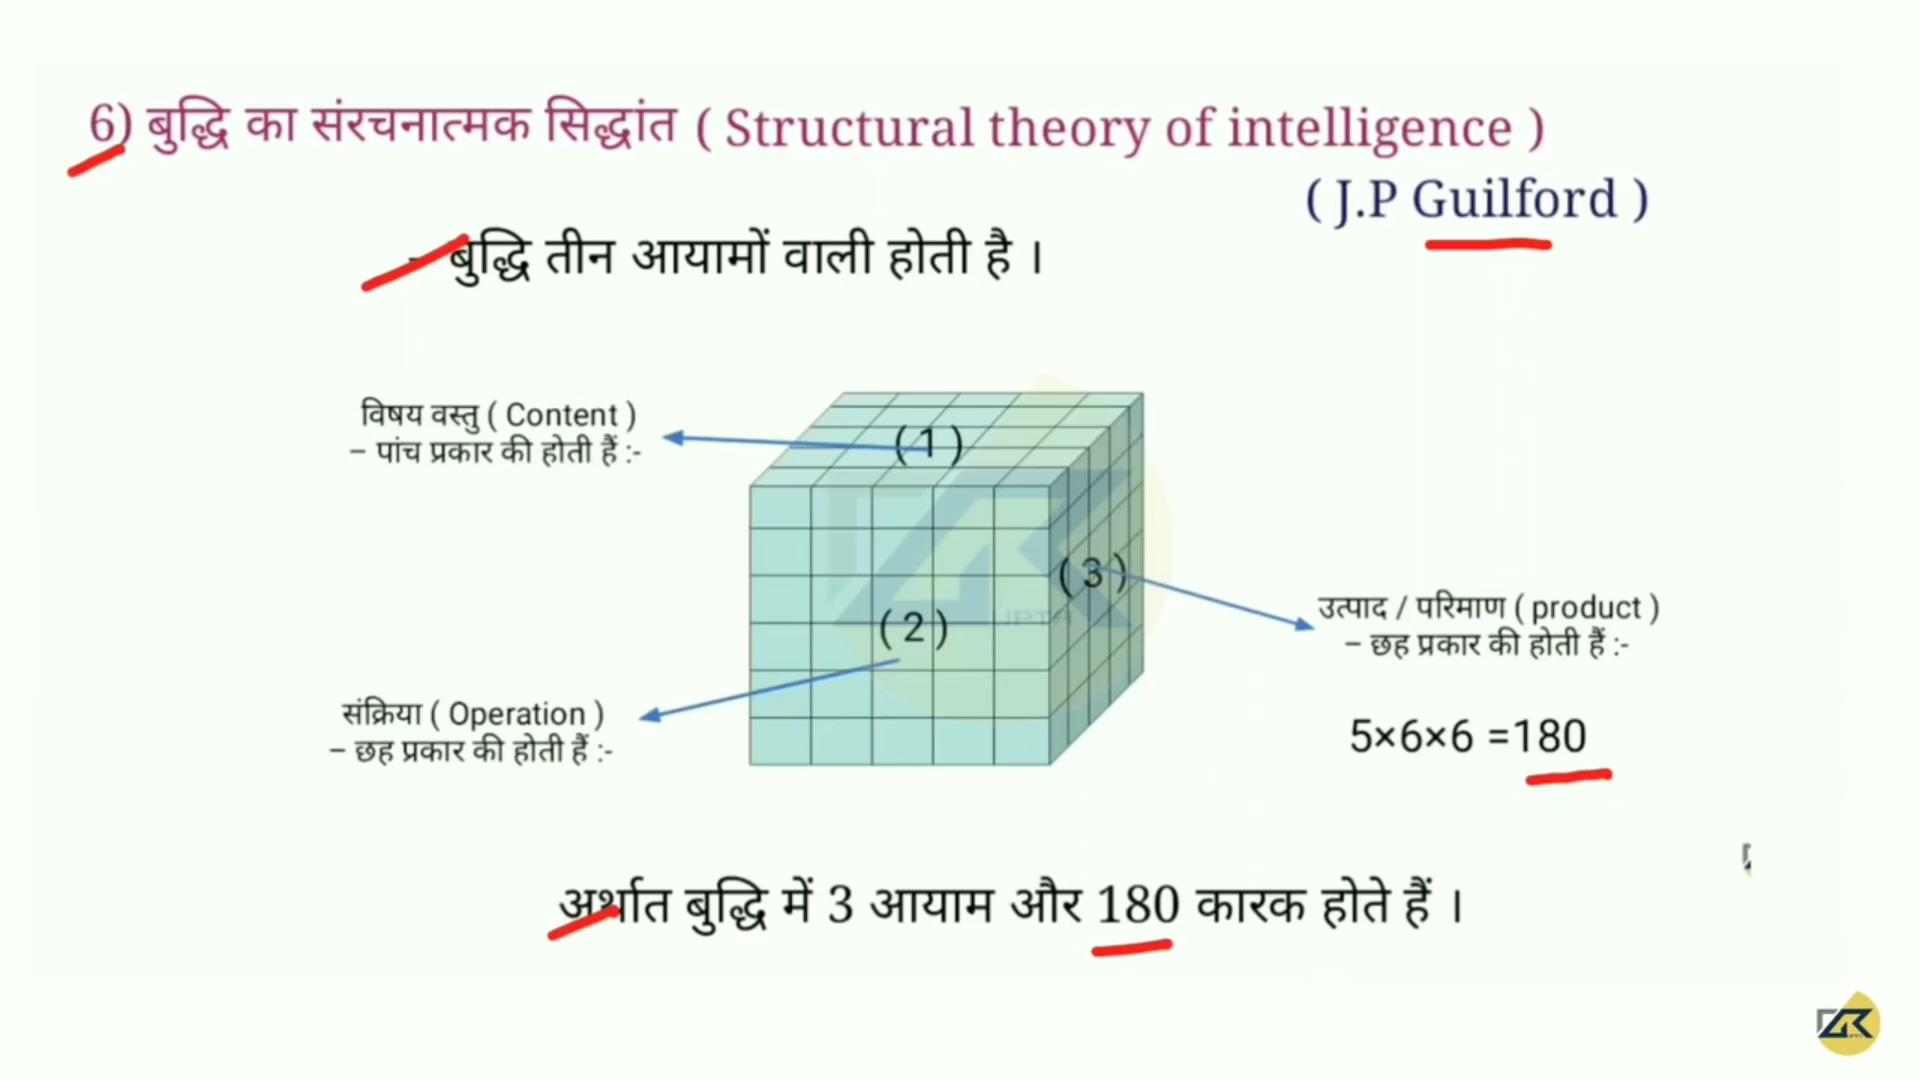 6) बुद्धि का संरचनात्मक सिद्धांत ( Structural theory of intelligence )
( J.P Guilford )
– बुद्धि तीन आयामों वाली होती है ।
विषय वस्तु ( Content )
– पांच प्रकार की होती हैं :-
( 1 )
( 2 )
( 3 )
उत्पाद / परिमाण ( product )
– छह प्रकार की होती हैं :-
संक्रिया ( Operation )
– छह प्रकार की होती हैं :-
5×6×6 =180
अर्थात बुद्धि में 3 आयाम और 180 कारक होते हैं ।